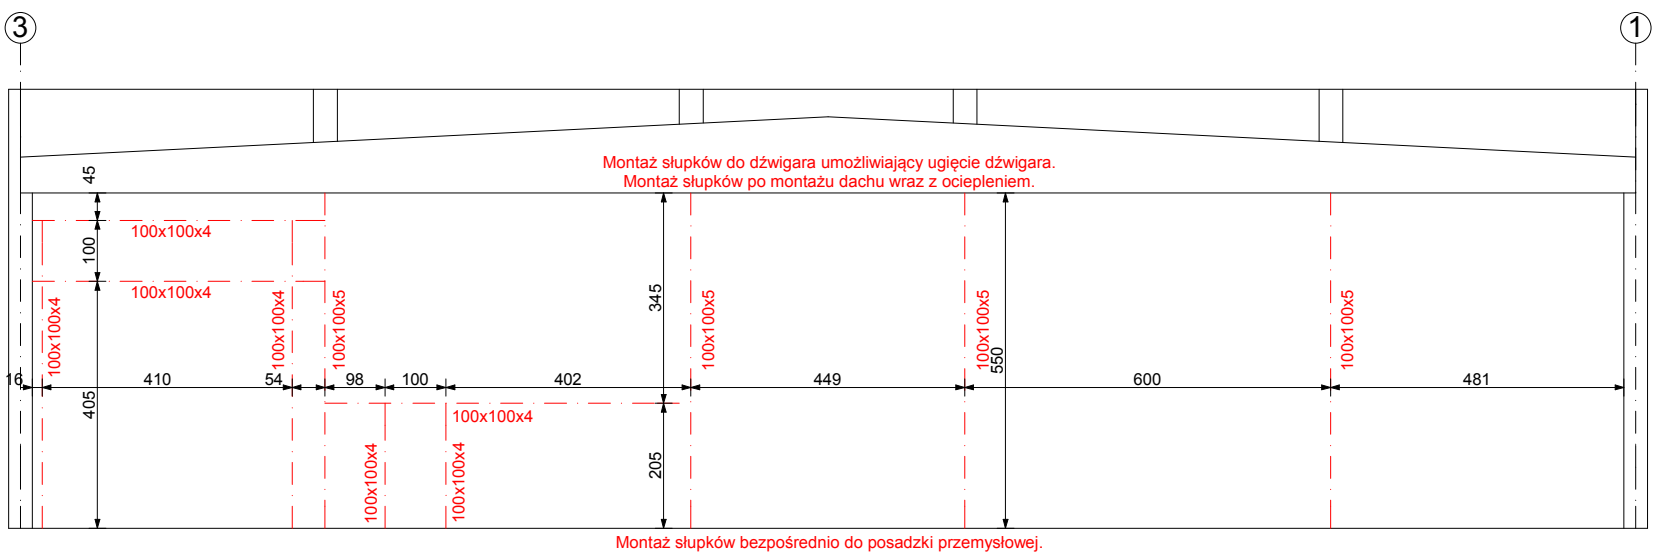 3
1
Montaż słupków do dźwigara umożliwiający ugięcie dźwigara.
Montaż słupków po montażu dachu wraz z ociepleniem.
45
100x100x4
100
100x100x4
100x100x4
100x100x4
100x100x5
345
100x100x5
100x100x5
550
100x100x5
16
410
54
98
100
402
449
600
481
405
100x100x4
100x100x4
100x100x4
205
Montaż słupków bezpośrednio do posadzki przemysłowej.